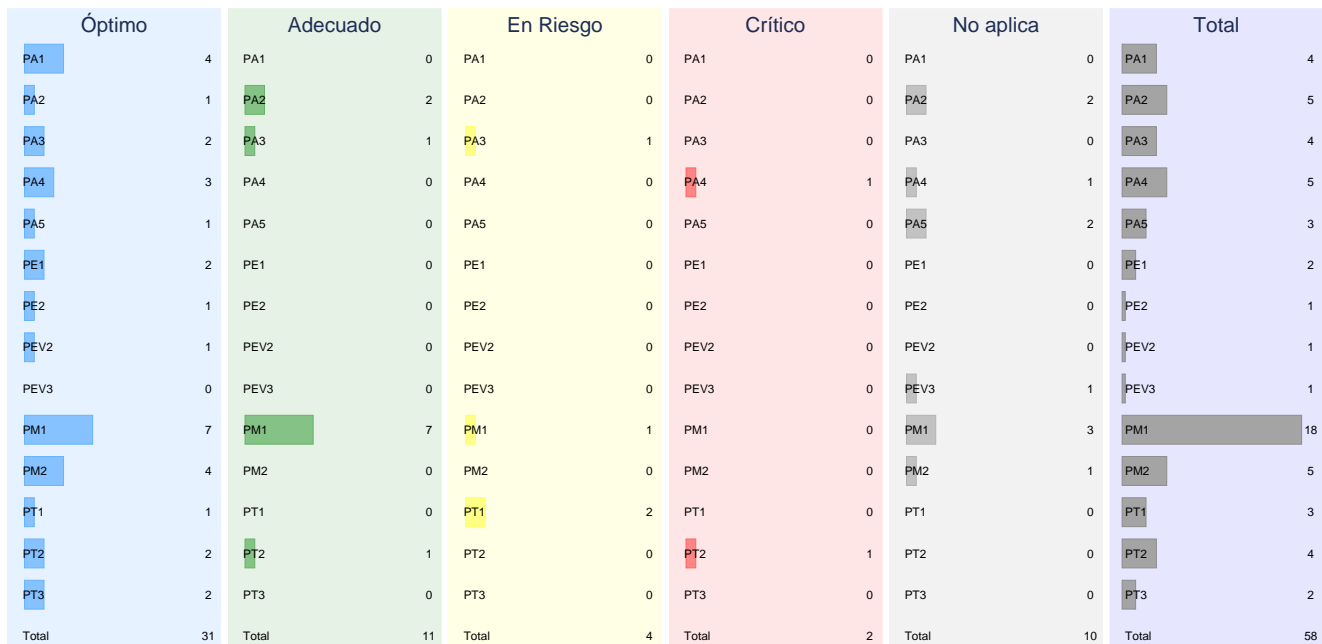 Óptimo Adecuado En Riesgo Crítico No aplica Total
PA1 4 PA1 0 PA1 0 PA1 0 PA1 0 PA1 4
PA2 1 PA2 2 PA2 0 PA2 0 PA2 2 PA2 5
PA3 2 PA3 1 PA3 1 PA3 0 PA3 0 PA3 4
PA4 3 PA4 0 PA4 0 PA4 1 PA4 1 PA4 5
PA5 1 PA5 0 PA5 0 PA5 0 PA5 2 PA5 3
PE1 2 PE1 0 PE1 0 PE1 0 PE1 0 PE1 2
PE2 1 PE2 0 PE2 0 PE2 0 PE2 0 PE2 1
PEV2 1 PEV2 0 PEV2 0 PEV2 0 PEV2 0 PEV2 1
PEV3 0 PEV3 0 PEV3 0 PEV3 0 PEV3 1 PEV3 1
PM1 7 PM1 7 PM1 1 PM1 0 PM1 3 PM1 18
PM2 4 PM2 0 PM2 0 PM2 0 PM2 1 PM2 5
PT1 1 PT1 0 PT1 2 PT1 0 PT1 0 PT1 3
PT2 2 PT2 1 PT2 0 PT2 1 PT2 0 PT2 4
PT3 2 PT3 0 PT3 0 PT3 0 PT3 0 PT3 2
Total 31 Total 11 Total 4 Total 2 Total 10 Total 58